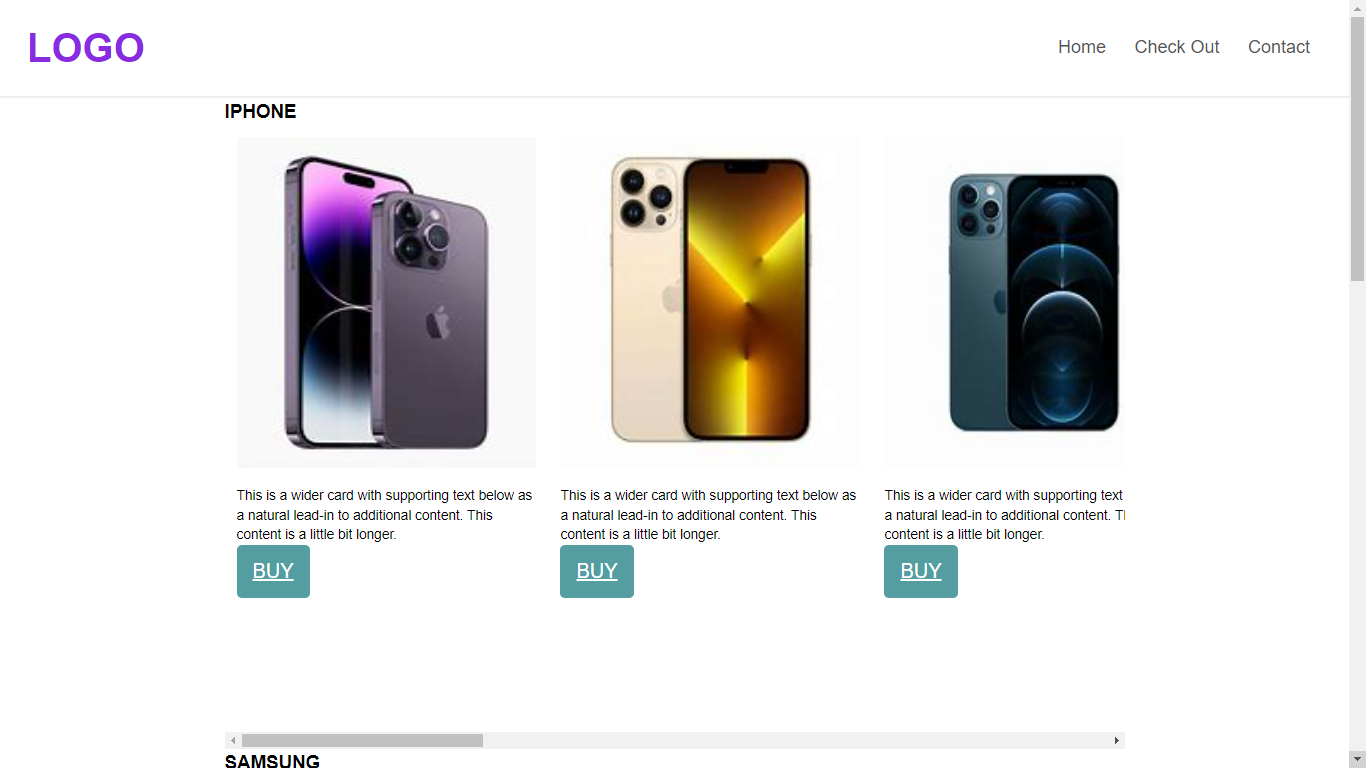 LOGO
Home Check Out Contact
IPHONE
This is a wider card with supporting text below as
a natural lead-in to additional content. This
content is a little bit longer.
BUY
This is a wider card with supporting text below as
a natural lead-in to additional content. This
content is a little bit longer.
BUY
This is a wider card with supporting text
a natural lead-in to additional content.
content is a little bit longer.
BUY
SAMSUNG